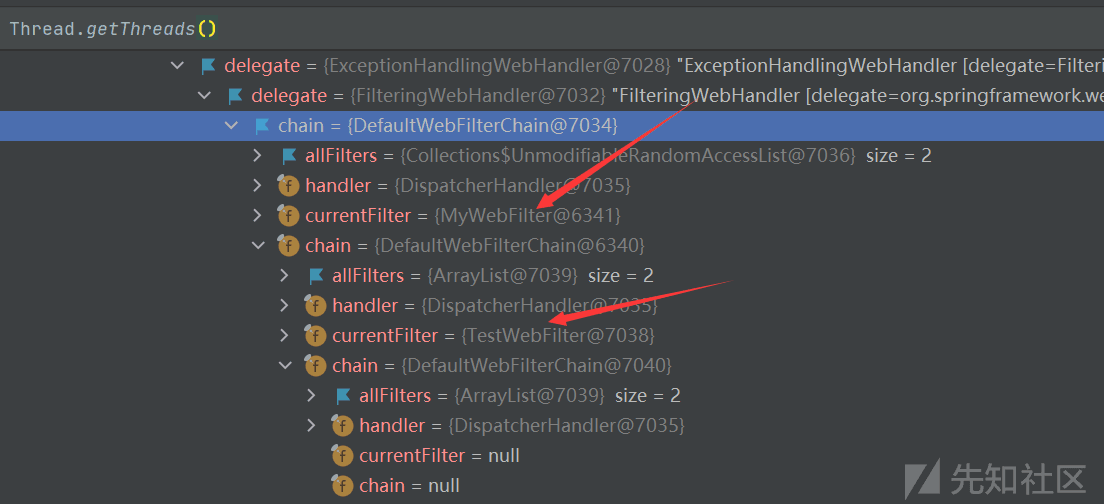 Thread.getThreads()
delegate = {ExceptionHandlingWebHandler@7028} "ExceptionHandlingWebHandler [delegate=Filterin
delegate = {FilteringWebHandler@7032} "FilteringWebHandler [delegate=org.springframework.we
chain = {DefaultWebFilterChain@7034}
allFilters = {Collections$UnmodifiableRandomAccessList@7036} size = 2
handler = {DispatcherHandler@7035}
currentFilter = {MyWebFilter@6341}
chain = {DefaultWebFilterChain@6340}
allFilters = {ArrayList@7039} size = 2
handler = {DispatcherHandler@7035}
currentFilter = {TestWebFilter@7038}
chain = {DefaultWebFilterChain@7040}
allFilters = {ArrayList@7039} size = 2
handler = {DispatcherHandler@7035}
currentFilter = null
chain = null
先知社区